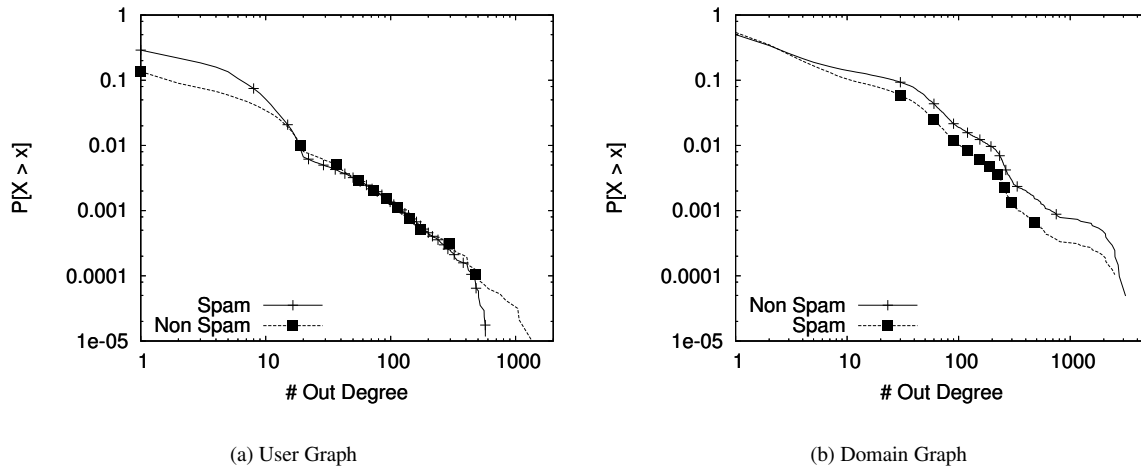 1
0.1
0.01
0.001
0.0001
1e-05
P[X > x]
1 10 100 1000
# Out Degree
Spam
Non Spam
(a) User Graph
1
0.1
0.01
0.001
0.0001
1e-05
P[X > x]
1 10 100 1000
# Out Degree
Non Spam
Spam
(b) Domain Graph